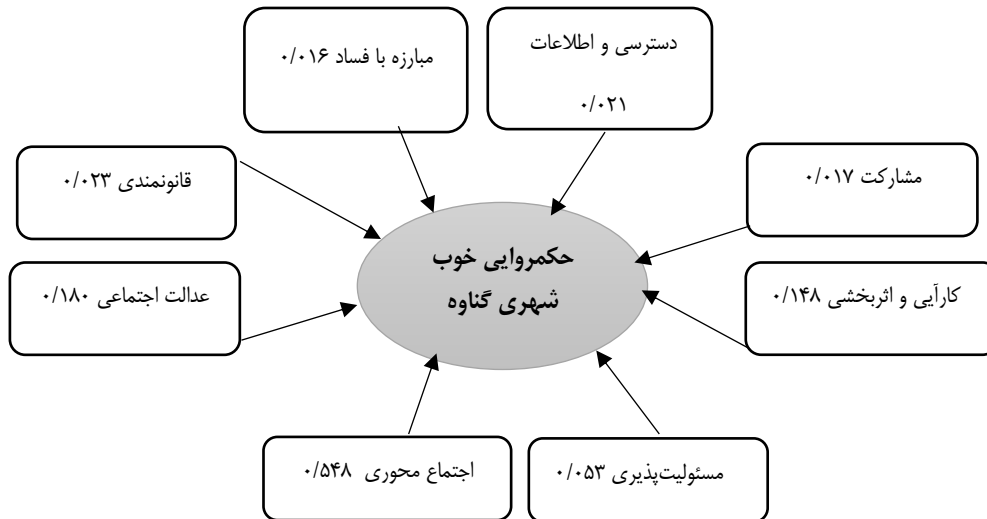 دسترسی و اطلاعات
۰/۰۲۱
مبارزه با فساد ۰/۰۱۶
مشارکت ۰/۰۱۷
قانونمندی ۰/۰۲۳
حکمروایی خوب
شهری گناوه
کارآیی و اثربخشی ۰/۱۴۸
عدالت اجتماعی ۰/۱۸۰
مسئولیت‌پذیری ۰/۰۵۳
اجتماع محوری ۰/۵۴۸